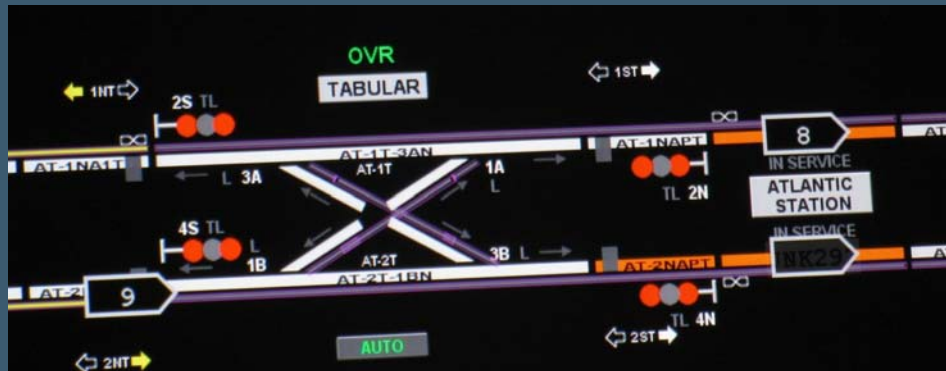 OVR
TABULAR
1NT
1ST
2S TL
8
AT-1NA1T
AT-1T-3AN
AT-1NAPT
AT-1T
1A
L 3A
L
TL 2N
IN SERVICE
ATLANTIC
STATION
IN SERVICE
4S TL
L
1B
AT-2T
3B L
AT-2T-1BN
AT-2NAPT
9
TL 4N
2ST
AUTO
2NT